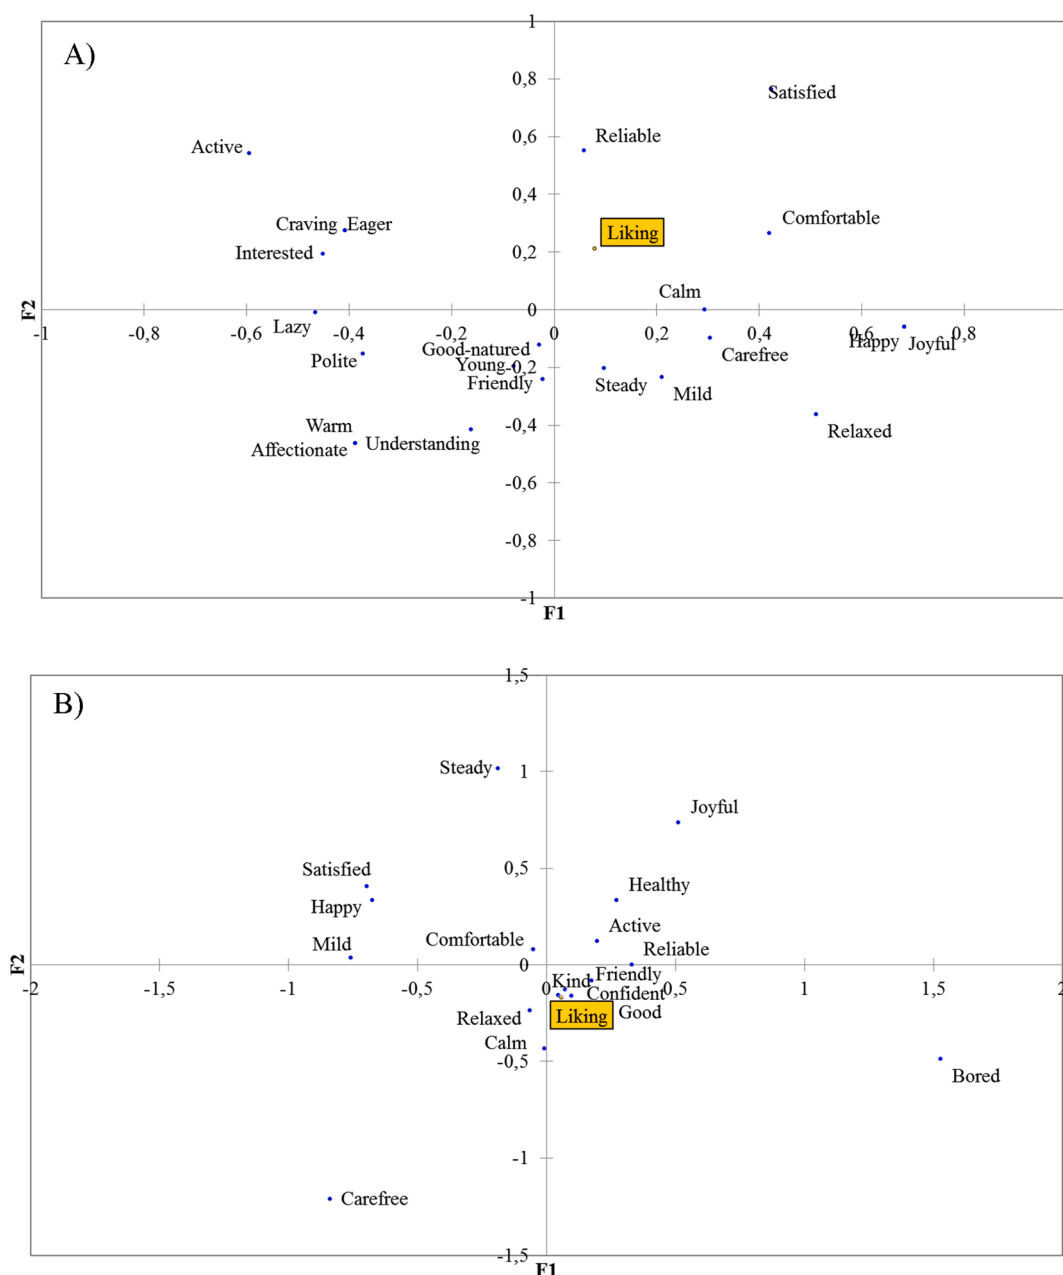 1
A)
0,8
Satisfied
Reliable
0,6
Active
0,4
Craving Eager
Comfortable
Liking
Interested
0,2
Calm
F2
0
-1
-0,8
-0,6
-0,4
-0,2
0
0,2
0,4
0,6
0,8
Lazy
Happy
Joyful
Good-natured
Carefree
Polite
Young
-0,2
Friendly
Steady
Mild
Warm
-0,4
Relaxed
Affectionate
Understanding
-0,6
-0,8
-1
F1
1,5
B)
Steady
1
Joyful
Satisfied
0,5
Healthy
Happy
Active
Mild
Comfortable
Reliable
F2
0
Kind
Friendly
-2
-1,5
-1
-0,5
0
Confident
0,5
1
1,5
2
Relaxed
Liking
Good
Calm
-0,5
Bored
-1
Carefree
-1,5
F1